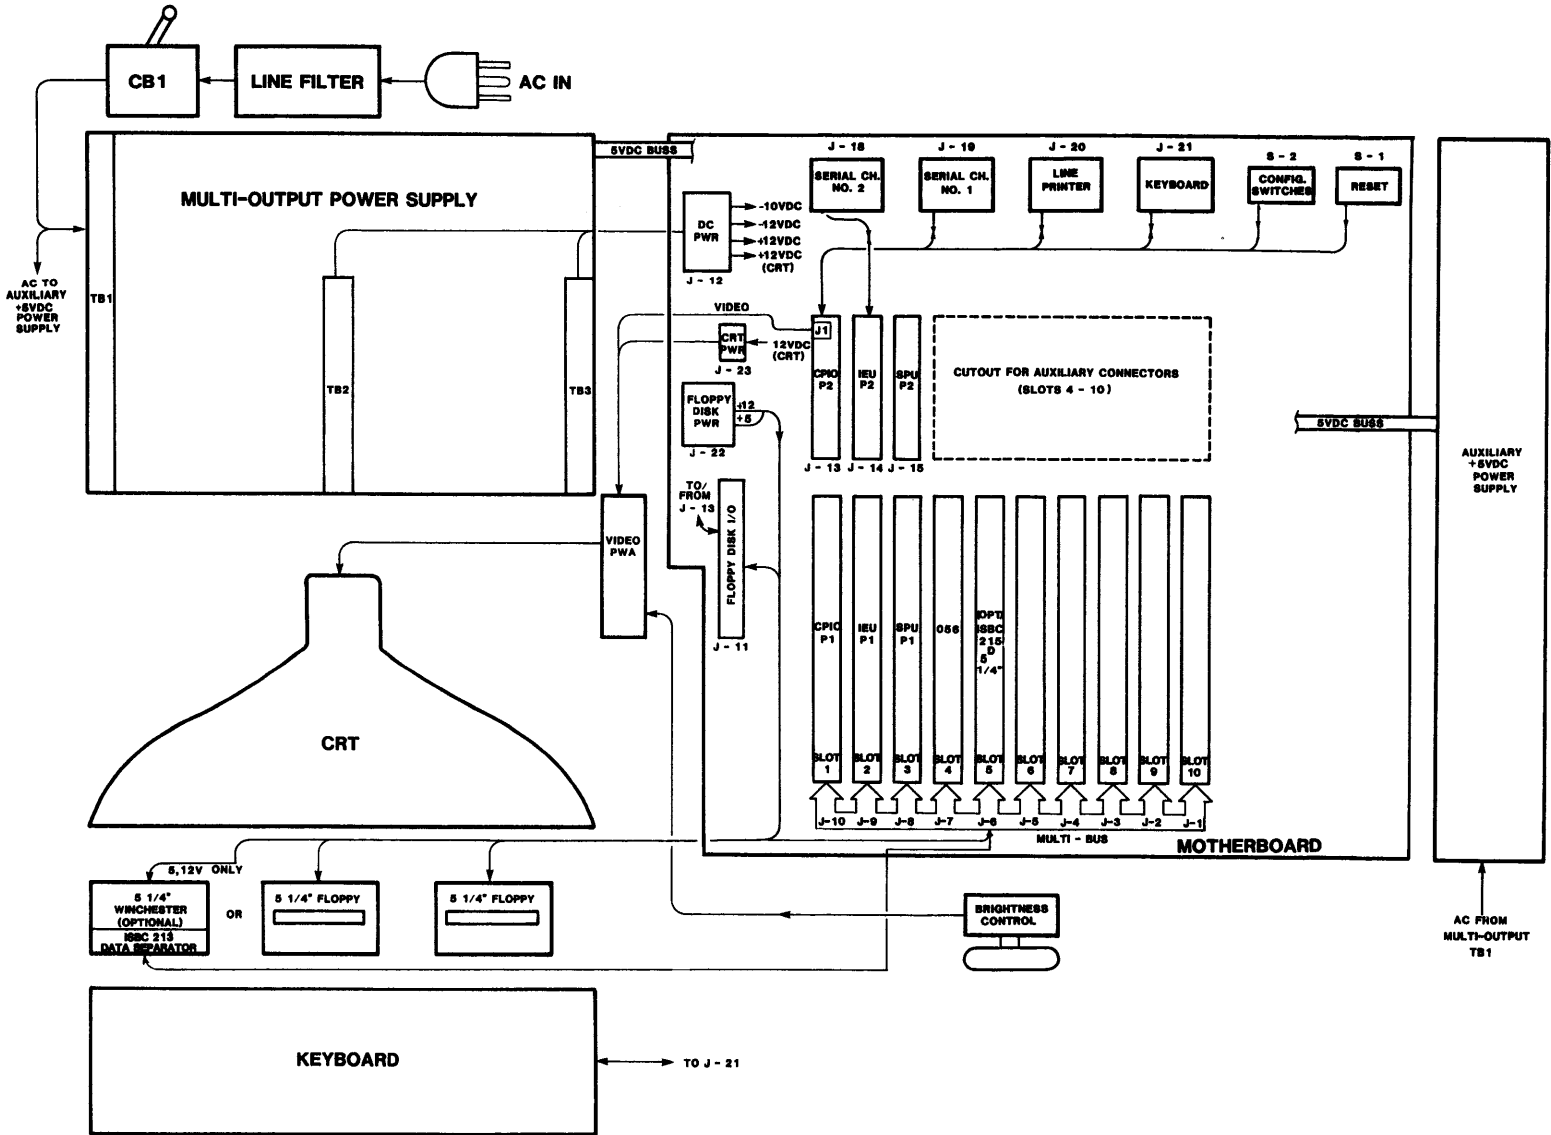 CB1
LINE FILTER
AC IN
AC TO
AUXILIARY
+5VDC
POWER
SUPPLY
TB1
MULTI-OUTPUT POWER SUPPLY
TB2
TB3
5VDC BUSS
DC
PWR
J - 12
-10VDC
-12VDC
+12VDC
+12VDC
(CRT)
J - 18
SERIAL CH.
NO. 2
J - 19
SERIAL CH.
NO. 1
J - 20
LINE
PRINTER
J - 21
KEYBOARD
S - 2
CONFIG.
SWITCHES
S - 1
RESET
VIDEO
CRT
PWR
J - 23
12VDC
(CRT)
FLOPPY
DISK
PWR
+12
+5
J - 22
J1
CPIO
P2
IEU
P2
SPU
P2
J - 13
J - 14
J - 15
CUTOUT FOR AUXILIARY CONNECTORS
(SLOTS 4 - 10)
5VDC BUSS
AUXILIARY
+5VDC
POWER
SUPPLY
TO/
FROM
J - 13
FLOPPY DISK I/O
J - 11
VIDEO
PWA
CRT
CPIO
P1
IEU
P1
SPU
P1
056
(OPT)
ISBC
215
D
5
1/4"
SLOT
1
SLOT
2
SLOT
3
SLOT
4
SLOT
5
SLOT
6
SLOT
7
SLOT
8
SLOT
9
SLOT
10
J-10
J-9
J-8
J-7
J-6
J-5
J-4
J-3
J-2
J-1
MULTI - BUS
MOTHERBOARD
5,12V ONLY
5 1/4"
WINCHESTER
(OPTIONAL)
ISBC 213
DATA SEPARATOR
OR
5 1/4" FLOPPY
5 1/4" FLOPPY
BRIGHTNESS
CONTROL
AC FROM
MULTI-OUTPUT
TB1
KEYBOARD
TO J - 21